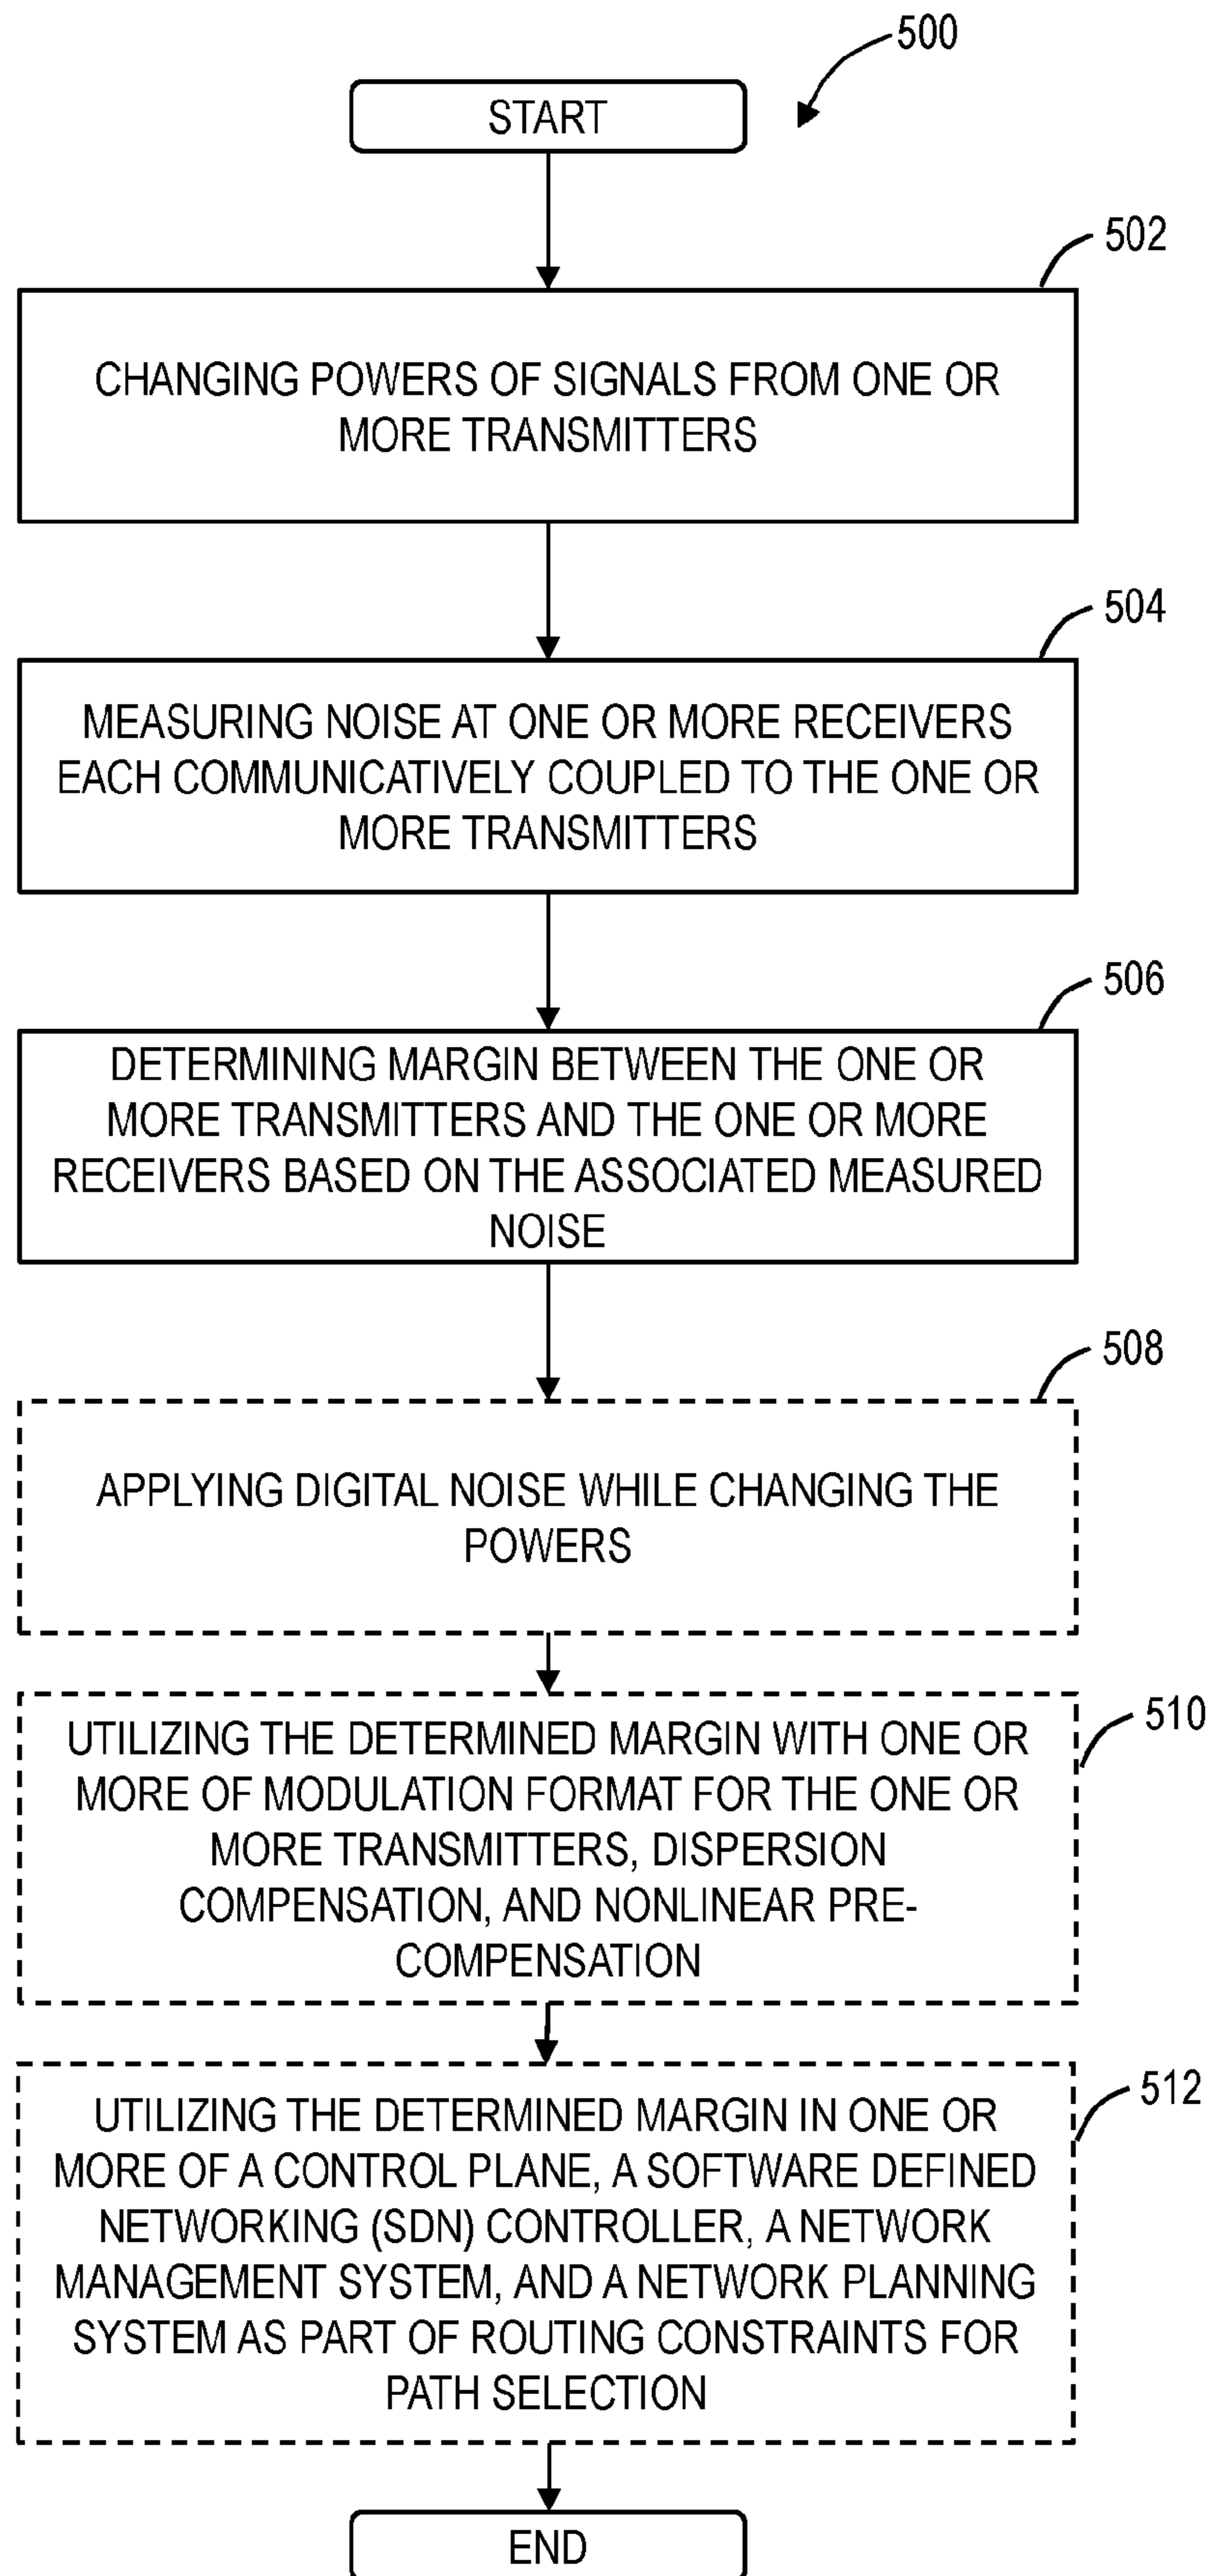 500
START
502
CHANGING POWERS OF SIGNALS FROM ONE OR
MORE TRANSMITTERS
504
MEASURING NOISE AT ONE OR MORE RECEIVERS
EACH COMMUNICATIVELY COUPLED TO THE ONE OR
MORE TRANSMITTERS
506
DETERMINING MARGIN BETWEEN THE ONE OR
MORE TRANSMITTERS AND THE ONE OR MORE
RECEIVERS BASED ON THE ASSOCIATED MEASURED
NOISE
508
APPLYING DIGITAL NOISE WHILE CHANGING THE
POWERS
510
UTILIZING THE DETERMINED MARGIN WITH ONE OR
MORE OF MODULATION FORMAT FOR THE ONE OR
MORE TRANSMITTERS, DISPERSION
COMPENSATION, AND NONLINEAR PRE-
COMPENSATION
512
UTILIZING THE DETERMINED MARGIN IN ONE OR
MORE OF A CONTROL PLANE, A SOFTWARE DEFINED
NETWORKING (SDN) CONTROLLER, A NETWORK
MANAGEMENT SYSTEM, AND A NETWORK PLANNING
SYSTEM AS PART OF ROUTING CONSTRAINTS FOR
PATH SELECTION
END